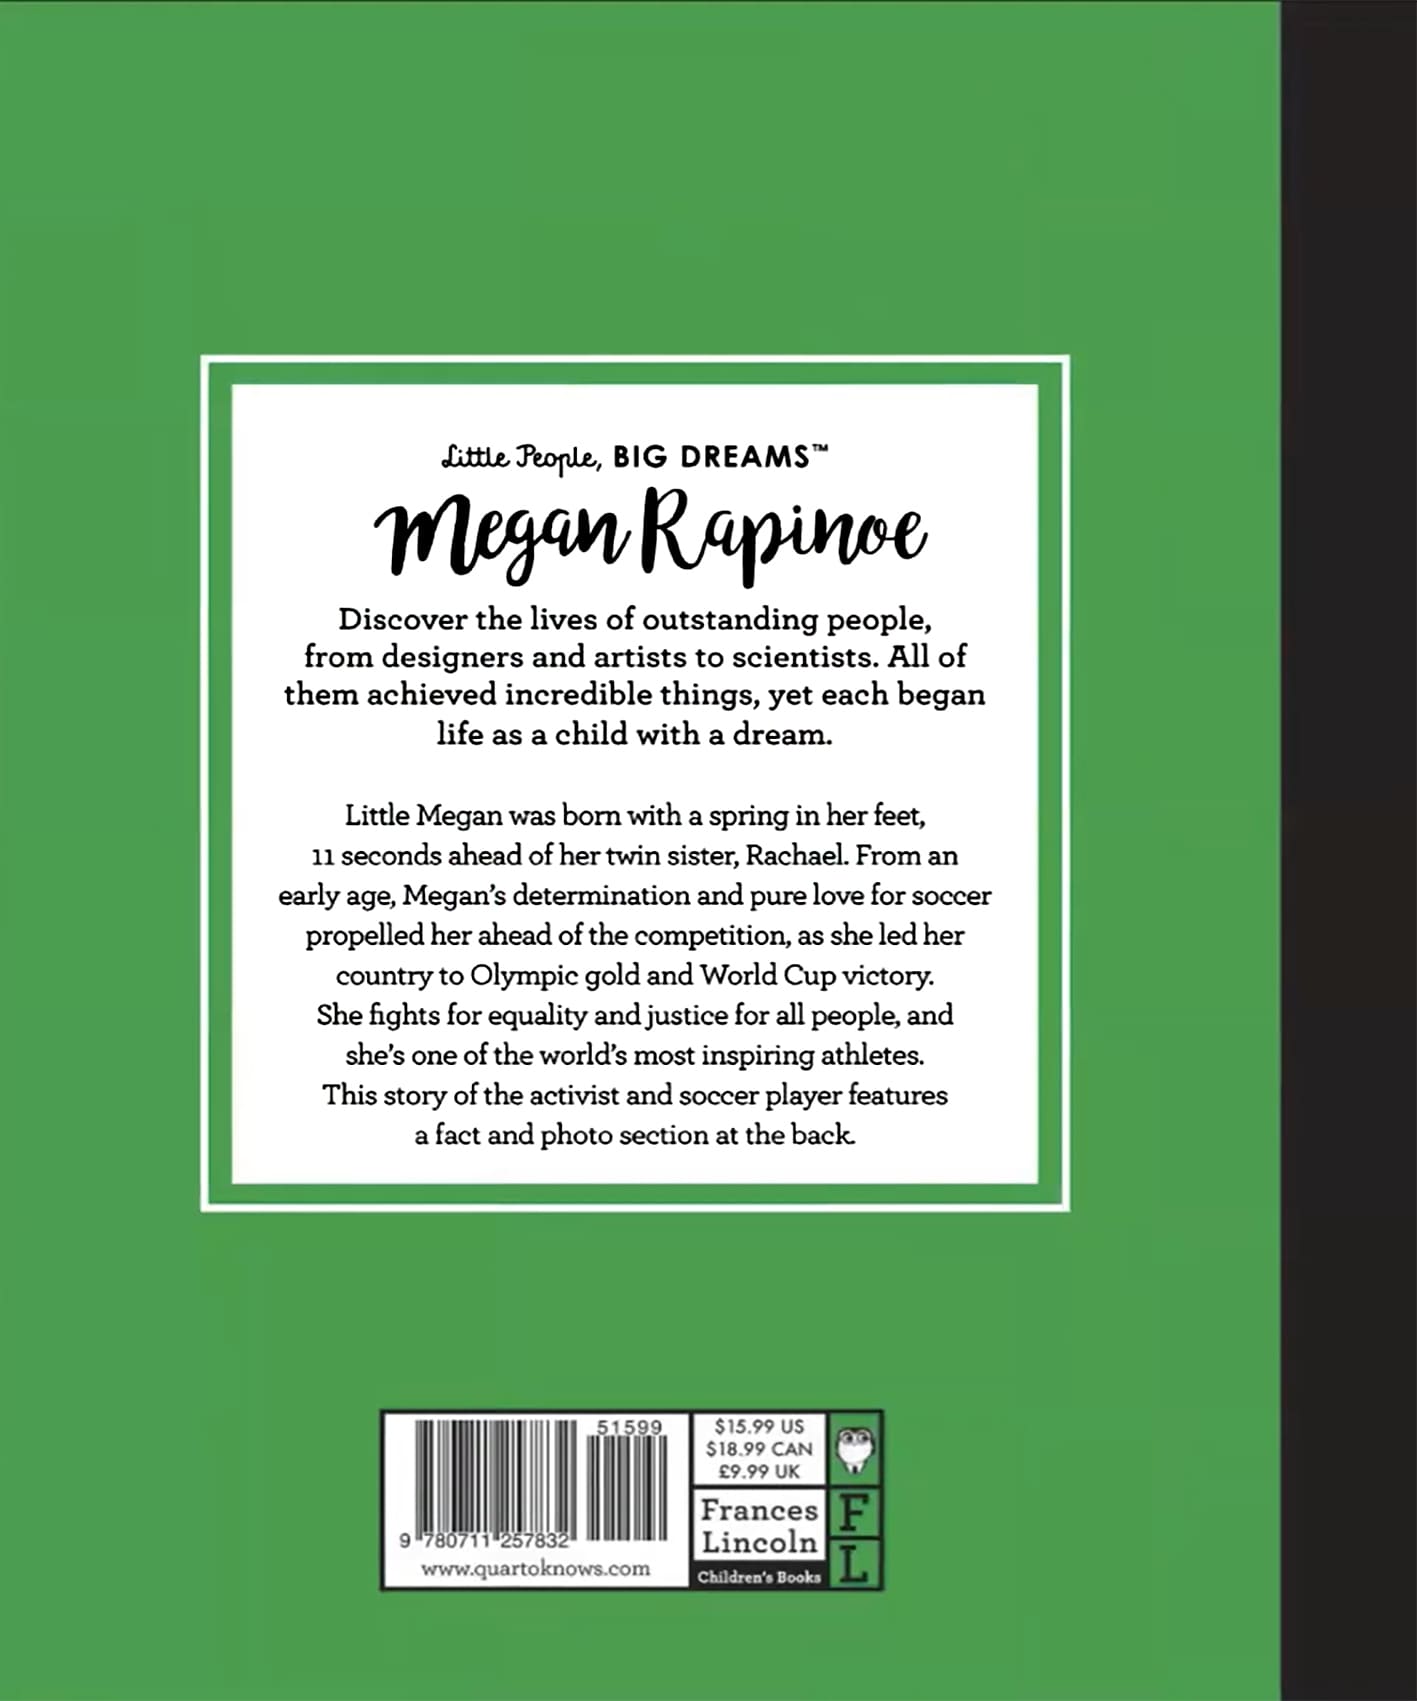 Little People, BIG DREAMS™
Megan Rapinoe
Discover the lives of outstanding people,
from designers and artists to scientists. All of
them achieved incredible things, yet each began
life as a child with a dream.
Little Megan was born with a spring in her feet,
11 seconds ahead of her twin sister, Rachael. From an
early age, Megan's determination and pure love for soccer
propelled her ahead of the competition, as she led her
country to Olympic gold and World Cup victory.
She fights for equality and justice for all people, and
she's one of the world's most inspiring athletes.
This story of the activist and soccer player features
a fact and photo section at the back.
51599
9 780711 257832
www.quartoknows.com
$15.99 US
$18.99 CAN
£9.99 UK
Frances
Lincoln
Children's Books
F
L